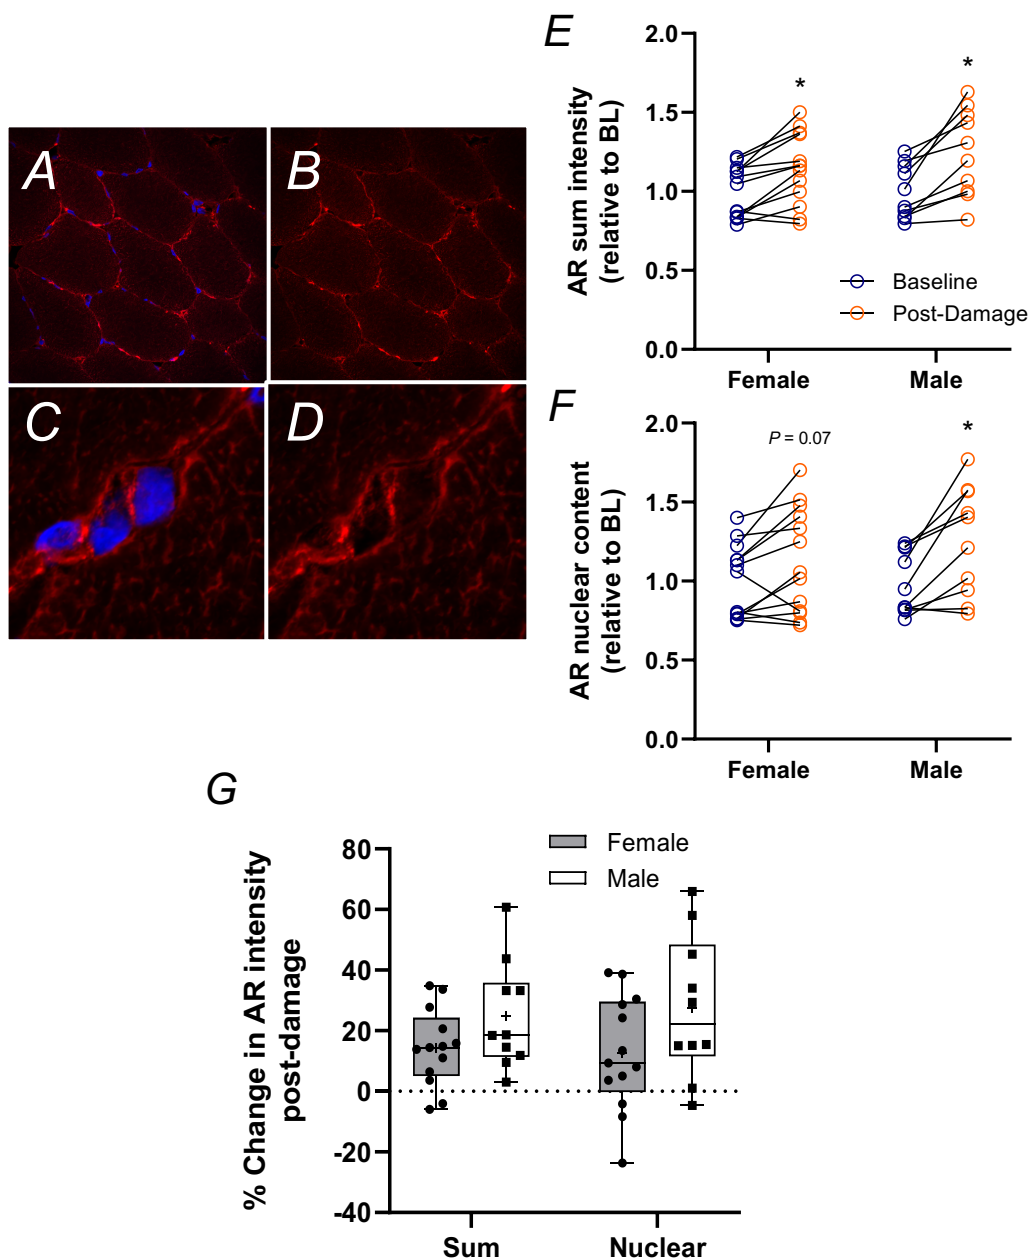 A
B
C
D
E
AR sum intensity
(relative to BL)
2.0
1.5
1.0
0.5
0.0
*
*
Baseline
Post-Damage
Female
Male
F
AR nuclear content
(relative to BL)
2.0
1.5
1.0
0.5
0.0
P = 0.07
*
Female
Male
G
% Change in AR intensity
post-damage
80
60
40
20
0
-20
-40
Female
Male
Sum
Nuclear